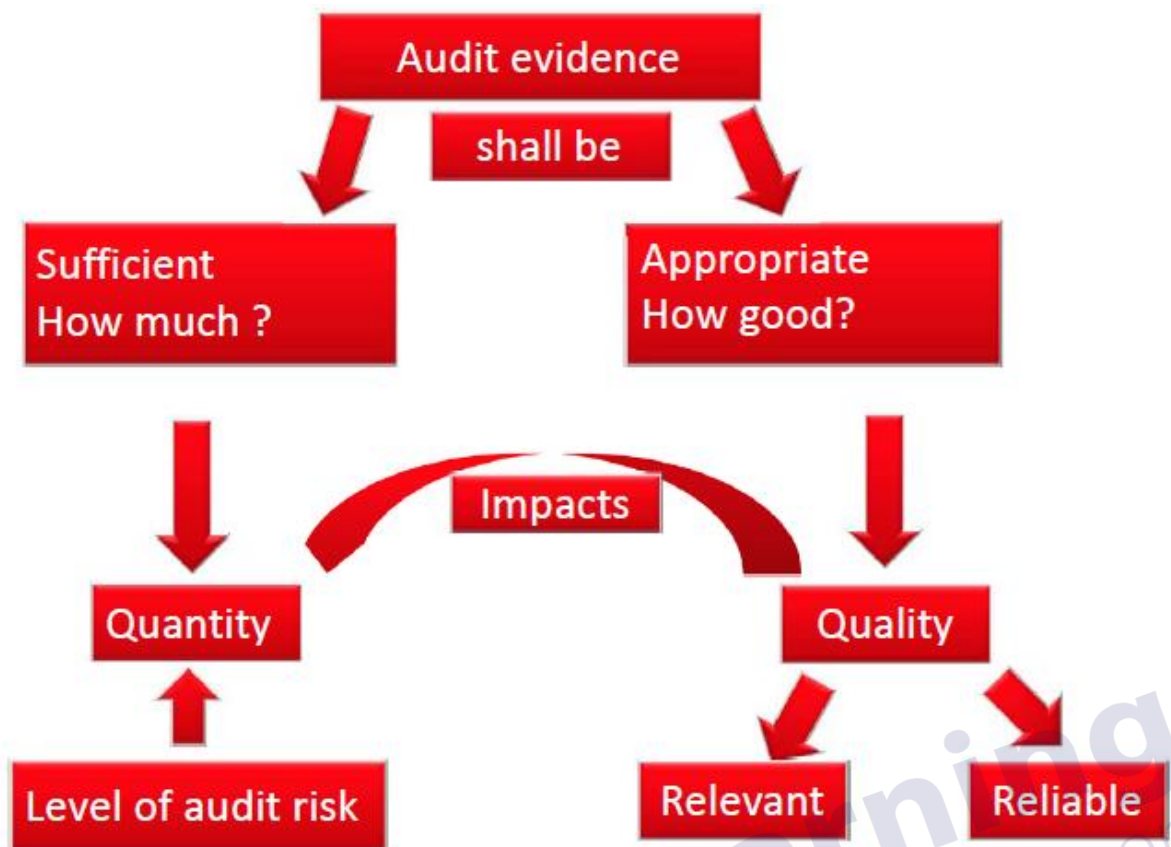 Audit evidence
shall be
Sufficient
How much ?
Appropriate
How good?
Impacts
Quantity
Quality
Level of audit risk
Relevant
Reliable